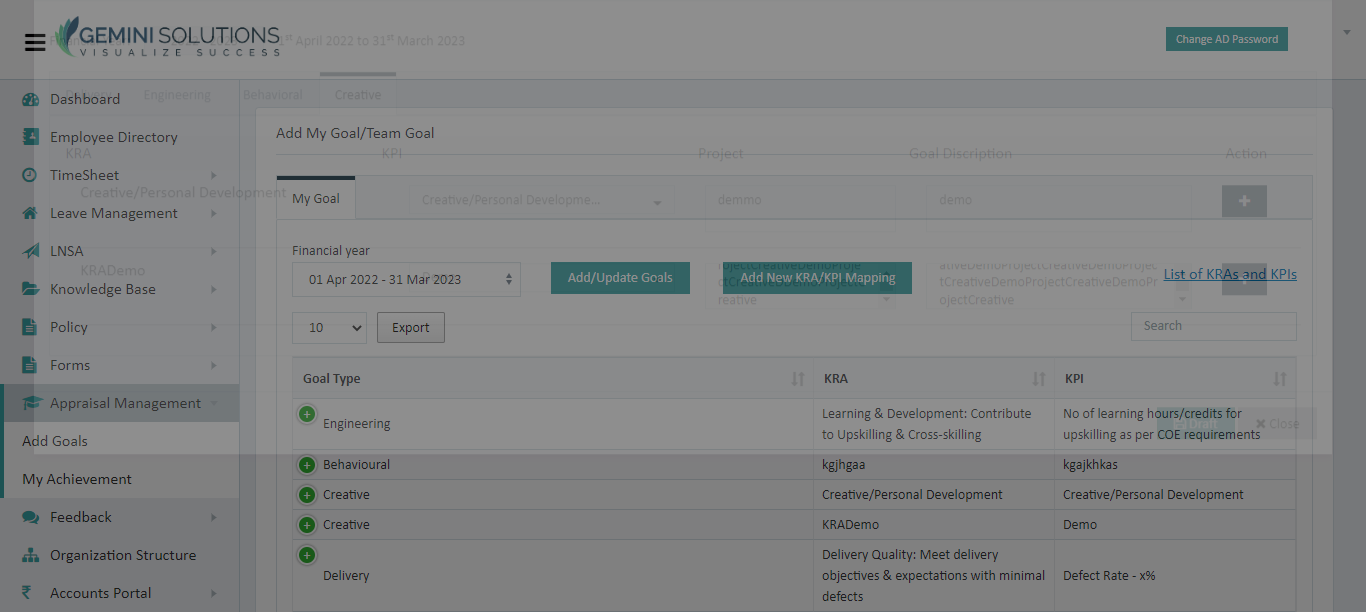 GEMINI SOLUTIONS
VISUALIZE SUCCESS
1st April 2022 to 31st March 2023
Change AD Password
Dashboard
Engineering
Behavioral
Creative
Employee Directory
Add My Goal/Team Goal
KRA
KPI
Project
Goal Discription
Action
TimeSheet
Creative/Personal Development
My Goal
Creative/Personal Developme...
demmo
demo
Leave Management
LNSA
Financial year
KRADemo
01 Apr 2022 - 31 Mar 2023
Add/Update Goals
Add New KRA/KPI Mapping
List of KRAs and KPIs
rojectCreativeDemoProje
ativeDemoProjectCreativeDemoProjec
tCreativeDemoProjectCreativeDemoPr
reative
ojectCreative
Knowledge Base
Policy
10
Export
Search
Forms
Goal Type
KRA
KPI
Appraisal Management
Engineering
Learning & Development: Contribute
to Upskilling & Cross-skilling
No of learning hours/credits for
upskilling as per COE requirements
Draft
Close
Add Goals
Behavioural
kgjhgaa
kgajkhkas
My Achievement
Creative
Creative/Personal Development
Creative/Personal Development
Feedback
Creative
KRADemo
Demo
Organization Structure
Delivery
Delivery Quality: Meet delivery
objectives & expectations with minimal
defects
Defect Rate - x%
Accounts Portal